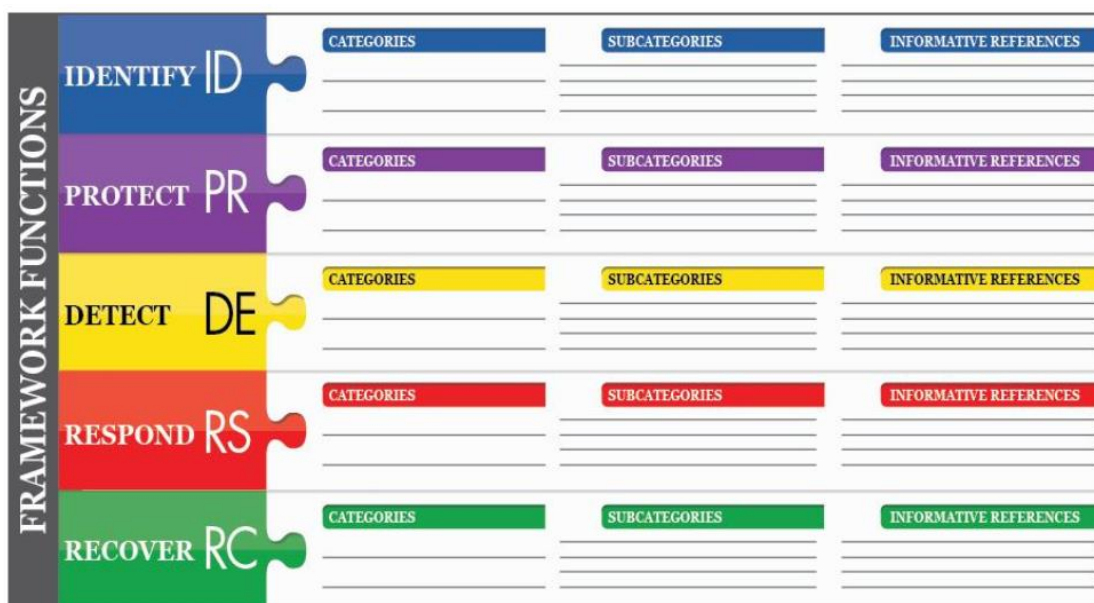 FRAMEWORK FUNCTIONS
IDENTIFY ID
CATEGORIES SUBCATEGORIES INFORMATIVE REFERENCES
PROTECT PR
CATEGORIES SUBCATEGORIES INFORMATIVE REFERENCES
DETECT DE
CATEGORIES SUBCATEGORIES INFORMATIVE REFERENCES
RESPOND RS
CATEGORIES SUBCATEGORIES INFORMATIVE REFERENCES
RECOVER RC
CATEGORIES SUBCATEGORIES INFORMATIVE REFERENCES